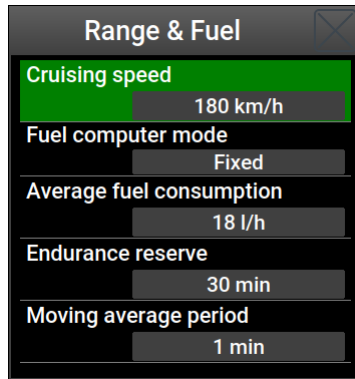 Range & Fuel
Cruising speed
180 km/h
Fuel computer mode
Fixed
Average fuel consumption
18 l/h
Endurance reserve
30 min
Moving average period
1 min